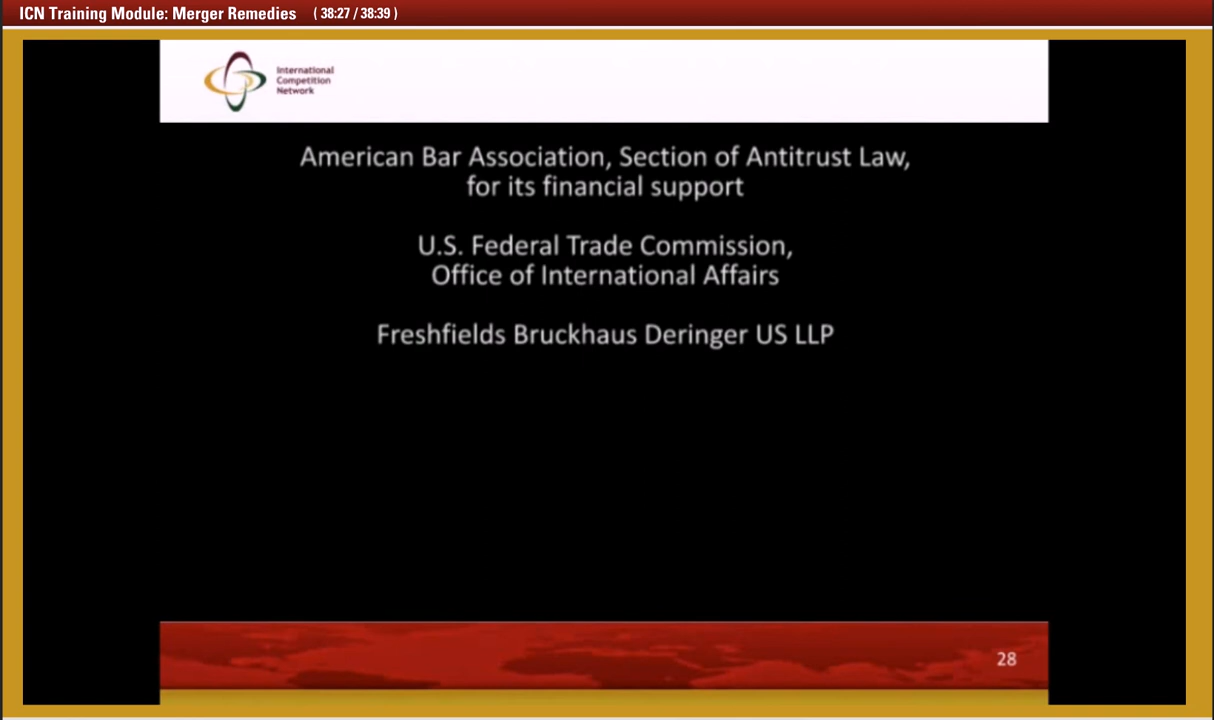 ICN Training Module: Merger Remedies ( 38:27 / 38:39 )
International
Competition
Network
American Bar Association, Section of Antitrust Law,
for its financial support
U.S. Federal Trade Commission,
Office of International Affairs
Freshfields Bruckhaus Deringer US LLP
28